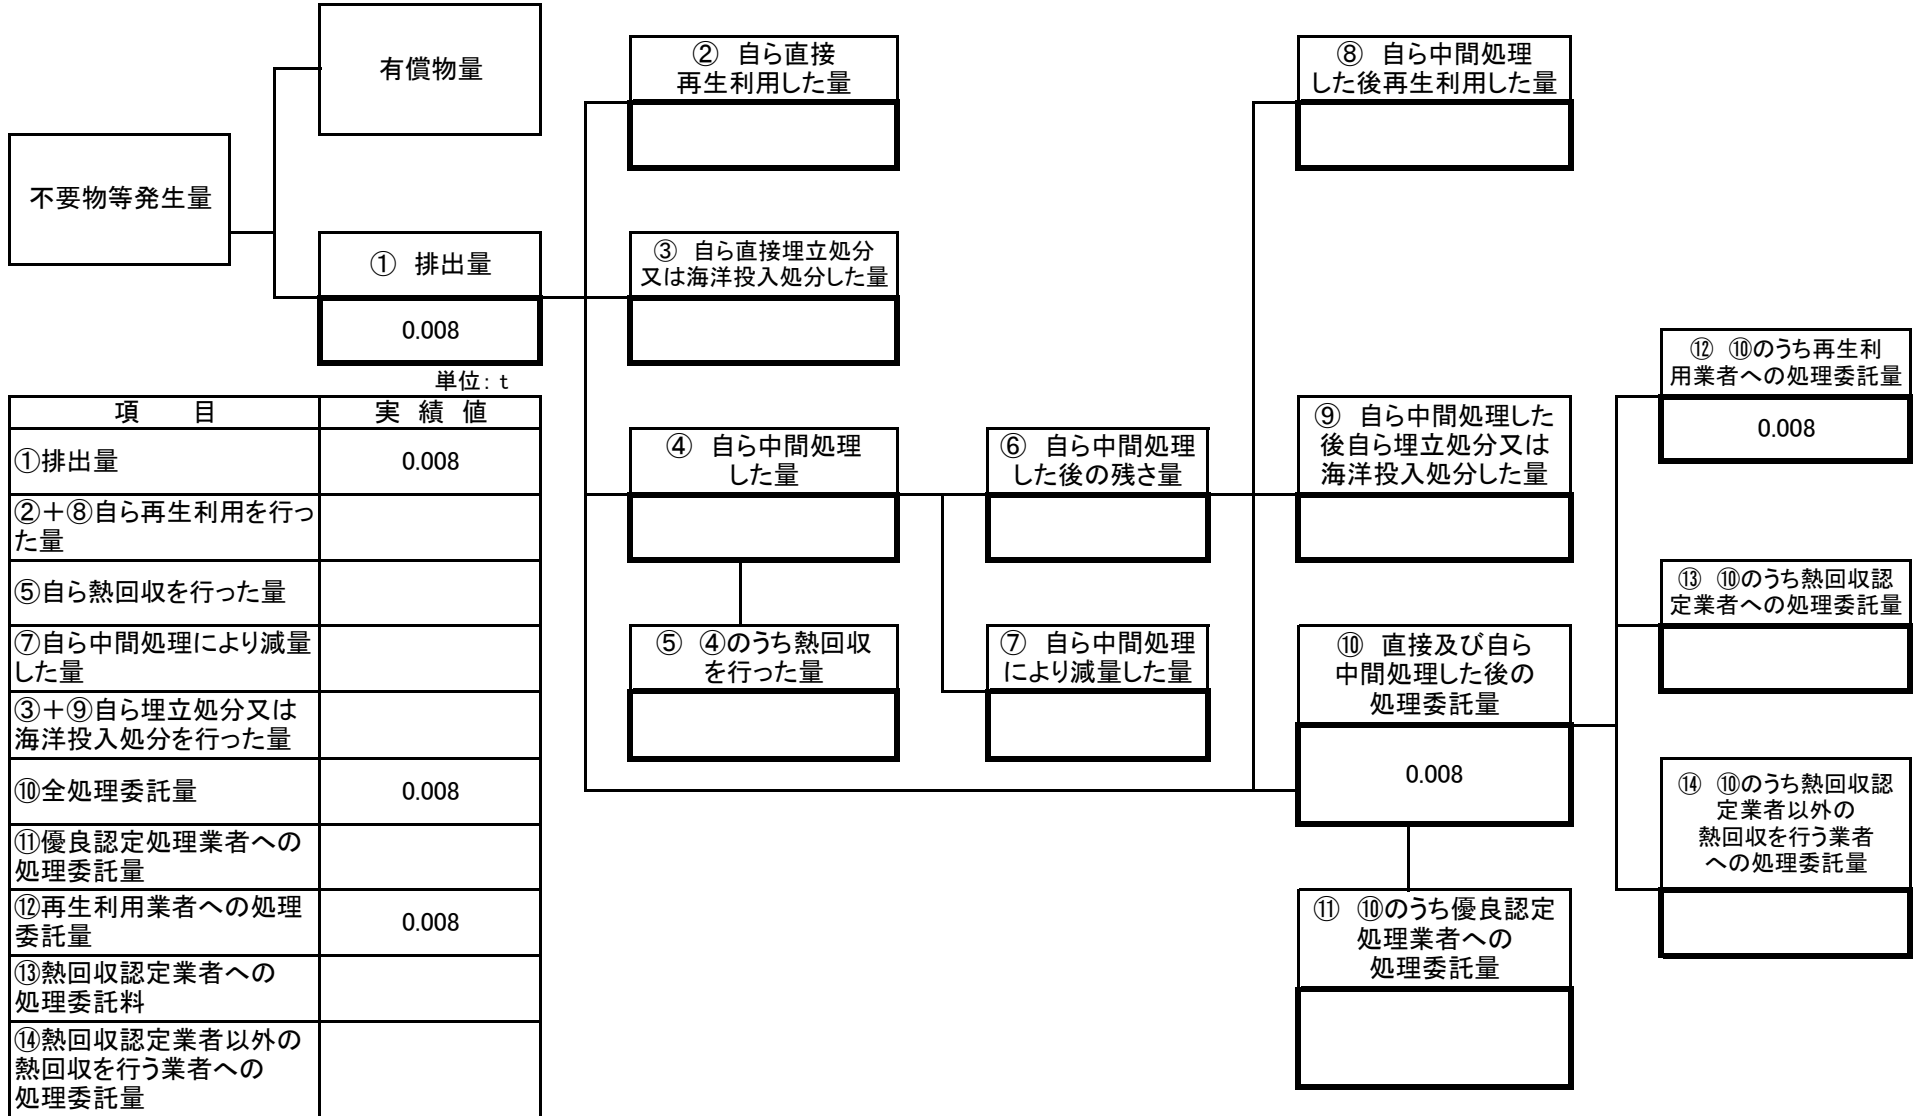 有償物量
不要物等発生量
① 排出量
0.008
② 自ら直接
再生利用した量
③ 自ら直接埋立処分
又は海洋投入処分した量
④ 自ら中間処理
した量
⑤ ④のうち熱回収
を行った量
⑥ 自ら中間処理
した後の残さ量
⑦ 自ら中間処理
により減量した量
⑧ 自ら中間処理
した後再生利用した量
⑨ 自ら中間処理した
後自ら埋立処分又は
海洋投入処分した量
⑩ 直接及び自ら
中間処理した後の
処理委託量
0.008
⑪ ⑩のうち優良認定
処理業者への
処理委託量
⑫ ⑩のうち再生利
用業者への処理委託量
0.008
⑬ ⑩のうち熱回収認
定業者への処理委託量
⑭ ⑩のうち熱回収認
定業者以外の
熱回収を行う業者
への処理委託量
単位：t
項 目 実 績 値
①排出量 0.008
②＋⑧自ら再生利用を行っ
た量
⑤自ら熱回収を行った量
⑦自ら中間処理により減量
した量
③＋⑨自ら埋立処分又は
海洋投入処分を行った量
⑩全処理委託量 0.008
⑪優良認定処理業者への
処理委託量
⑫再生利用業者への処理
委託量 0.008
⑬熱回収認定業者への
処理委託料
⑭熱回収認定業者以外の
熱回収を行う業者への
処理委託量